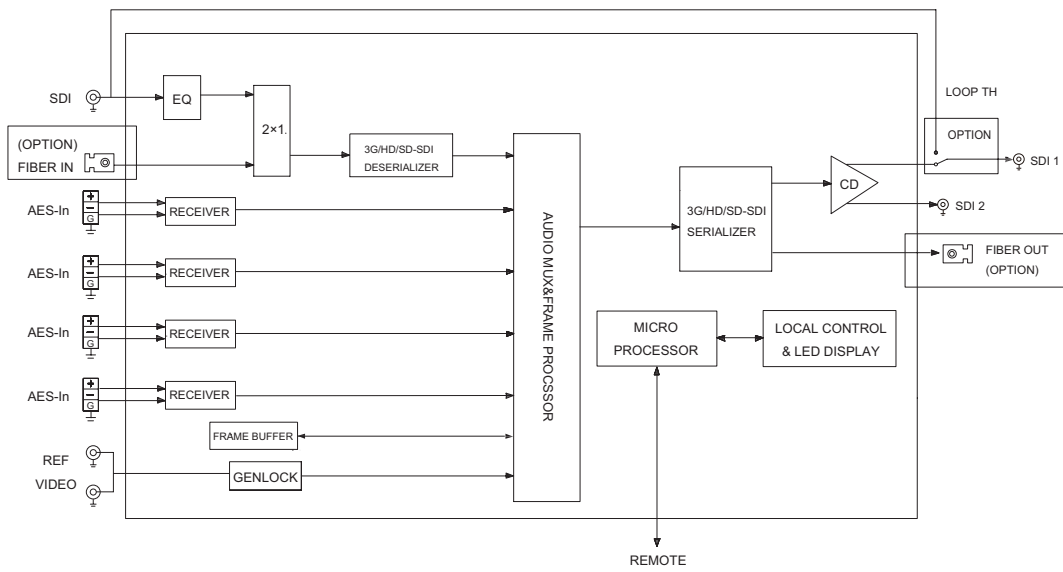 LOOP TH
SDI
EQ
2×1.
(OPTION)
FIBER IN
3G/HD/SD-SDI
DESERIALIZER
OPTION
SDI 1
CD
SDI 2
AES-In
+
−
G
RECEIVER
AUDIO MUX&FRAME PROCSSOR
3G/HD/SD-SDI
SERIALIZER
FIBER OUT
(OPTION)
AES-In
+
−
G
RECEIVER
AES-In
+
−
G
RECEIVER
MICRO
PROCESSOR
LOCAL CONTROL
& LED DISPLAY
AES-In
+
−
G
RECEIVER
FRAME BUFFER
REF
VIDEO
GENLOCK
REMOTE